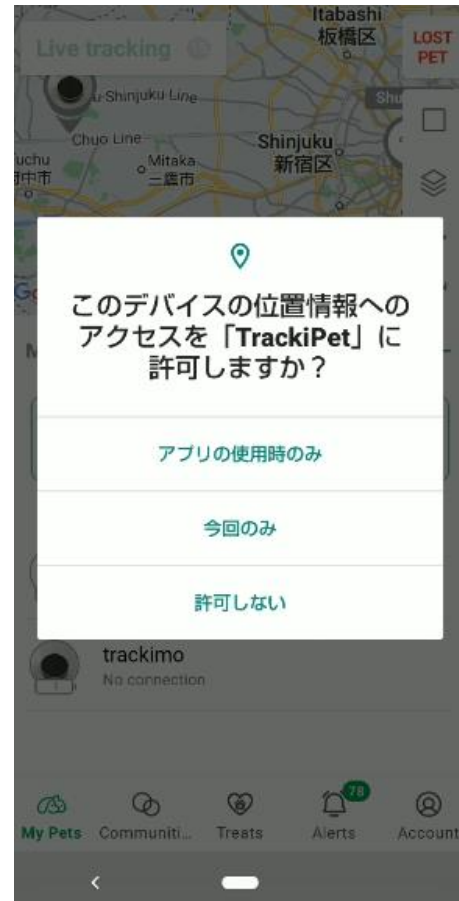 Itabashi
板橋区
Live tracking
LOST
PET
Shinjuku Line
Chuo Line
Shinjuku
新宿区
Mitaka
三鷹市
このデバイスの位置情報への
アクセスを「TrackiPet」に
許可しますか？
アプリの使用時のみ
今回のみ
許可しない
trackimo
No connection
78
My Pets
Communiti...
Treats
Alerts
Account